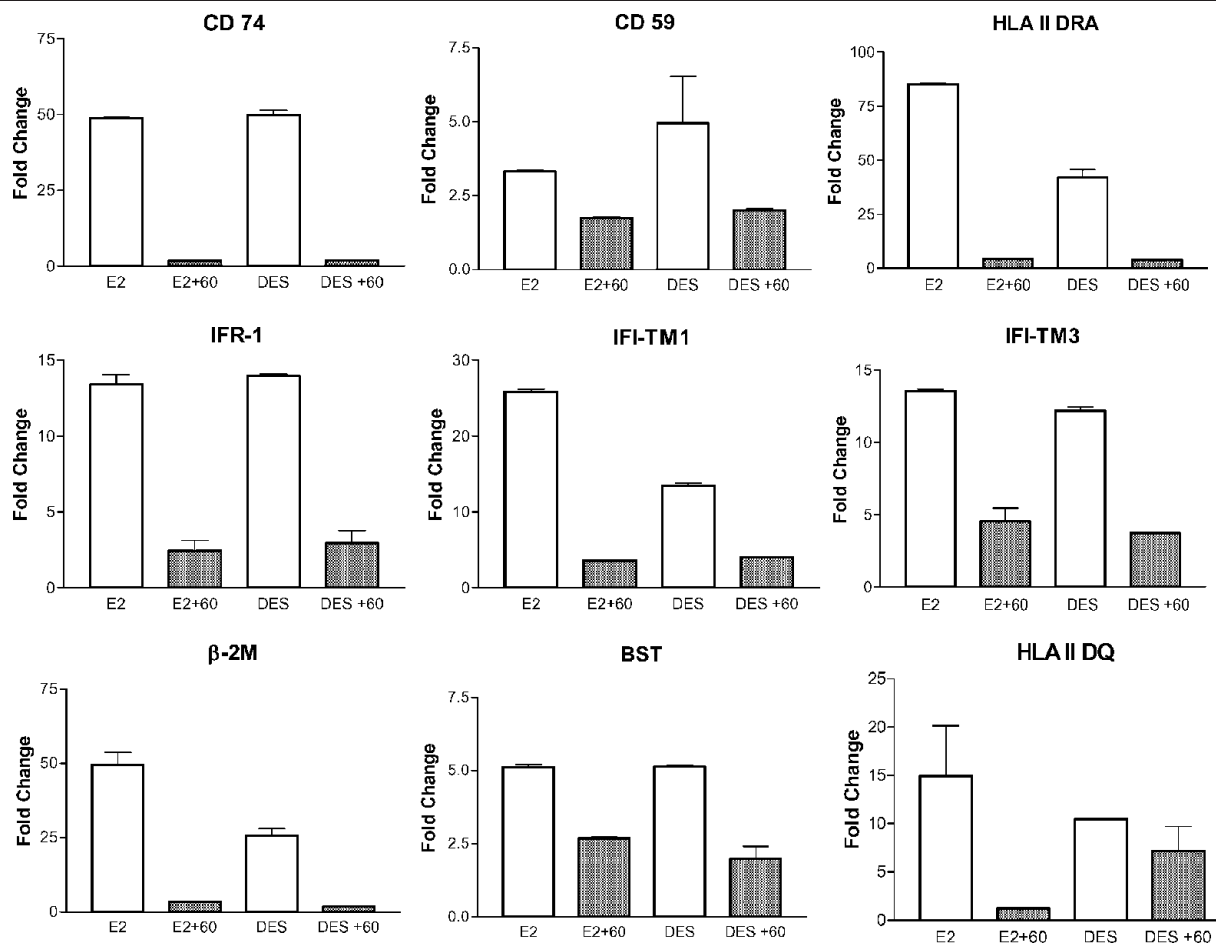 CD 74
Fold Change
75
50
25
0
E2 E2+60 DES DES +60
CD 59
Fold Change
7.5
5.0
2.5
0.0
E2 E2+60 DES DES +60
HLA II DRA
Fold Change
100
75
50
25
0
E2 E2+60 DES DES +60
IFR-1
Fold Change
15
10
5
0
E2 E2+60 DES DES +60
IFI-TM1
Fold Change
30
20
10
0
E2 E2+60 DES DES +60
IFI-TM3
Fold Change
15
10
5
0
E2 E2+60 DES DES +60
β-2M
Fold Change
75
50
25
0
E2 E2+60 DES DES +60
BST
Fold Change
7.5
5.0
2.5
0.0
E2 E2+60 DES DES +60
HLA II DQ
Fold Change
25
20
15
10
5
0
E2 E2+60 DES DES +60